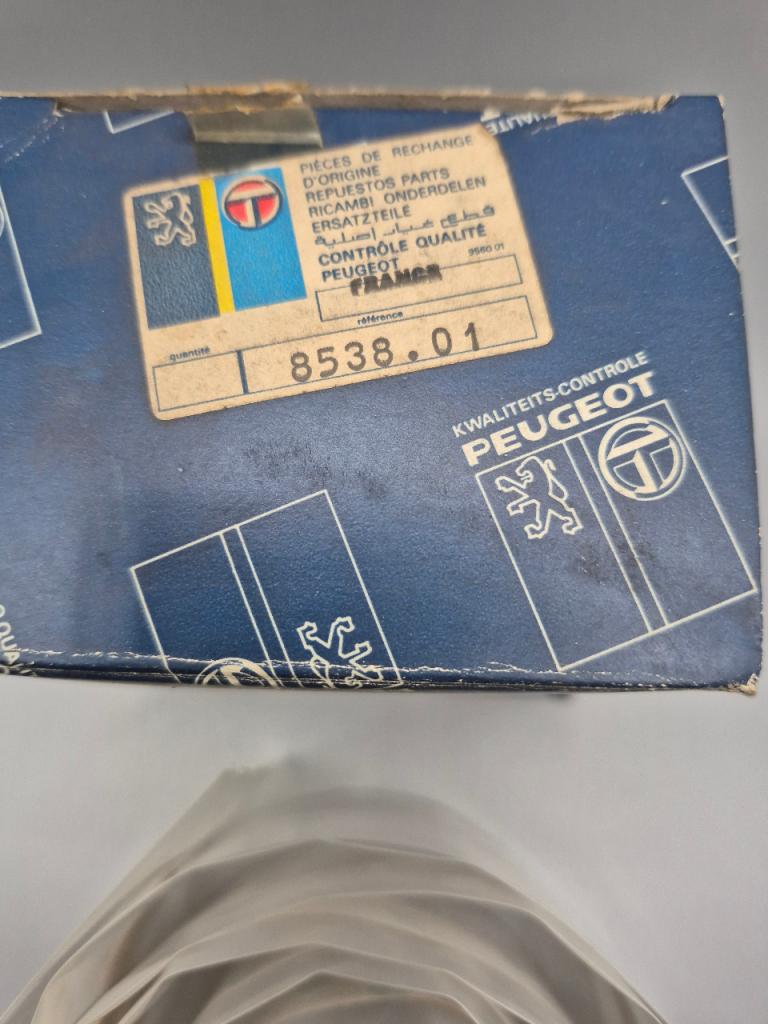 PIÈCES DE RECHANGE
D'ORIGINE
REPUESTOS PARTS
RICAMBI ONDERDELEN
ERSATZTEILE
قطع غيار أصلية
CONTRÔLE QUALITÉ
PEUGEOT
9560 01
FRANCE
quantité
référence
8538.01
KWALITEITS-CONTROLE
PEUGEOT